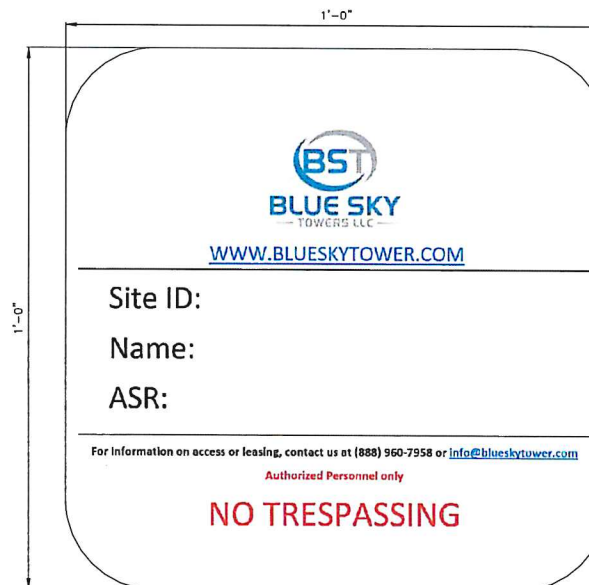 1'-0"
1'-0"
BST
BLUE SKY
TOWERS LLC
WWW.BLUESKYTOWER.COM
Site ID:
Name:
ASR:
For Information on access or leasing, contact us at (888) 960-7958 or info@blueskytower.com
Authorized Personnel only
NO TRESPASSING